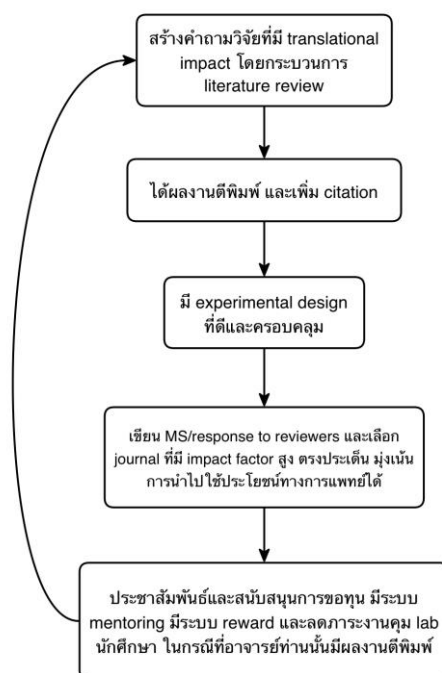 สร้างคำถามวิจัยที่มี translational
impact โดยกระบวนการ
literature review
ได้ผลงานตีพิมพ์ และเพิ่ม citation
มี experimental design
ที่ดีและครอบคลุม
เขียน MS/response to reviewers และเลือก
journal ที่มี impact factor สูง ตรงประเด็น มุ่งเน้น
การนำไปใช้ประโยชน์ทางการแพทย์ได้
ประชาสัมพันธ์และสนับสนุนการขอทุน มีระบบ
mentoring มีระบบ reward และลดภาระงานคุม lab
นักศึกษา ในกรณีที่อาจารย์ท่านนั้นมีผลงานตีพิมพ์